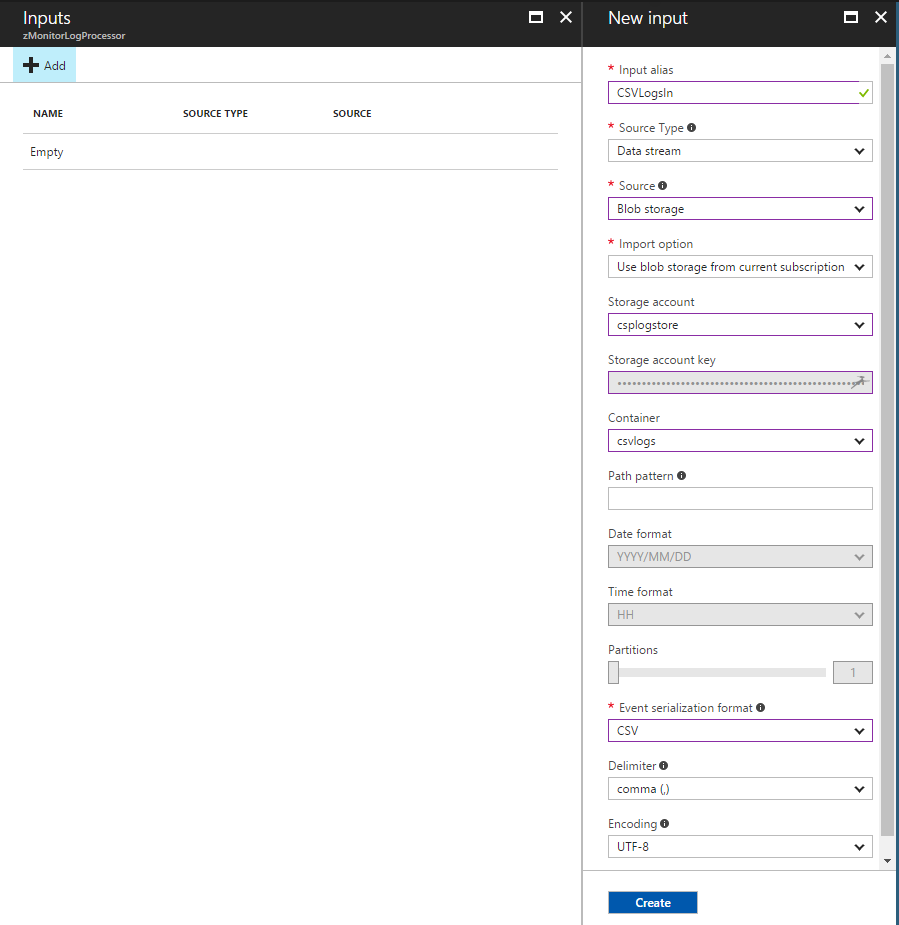 Inputs
zMonitorLogProcessor
Add
NAME SOURCE TYPE SOURCE
Empty
New input
* Input alias
CSVLogsIn
* Source Type
Data stream
* Source
Blob storage
* Import option
Use blob storage from current subscription
Storage account
csplogstore
Storage account key
Container
csvlogs
Path pattern
Date format
YYYY/MM/DD
Time format
HH
Partitions
1
* Event serialization format
CSV
Delimiter
comma (,)
Encoding
UTF-8
Create